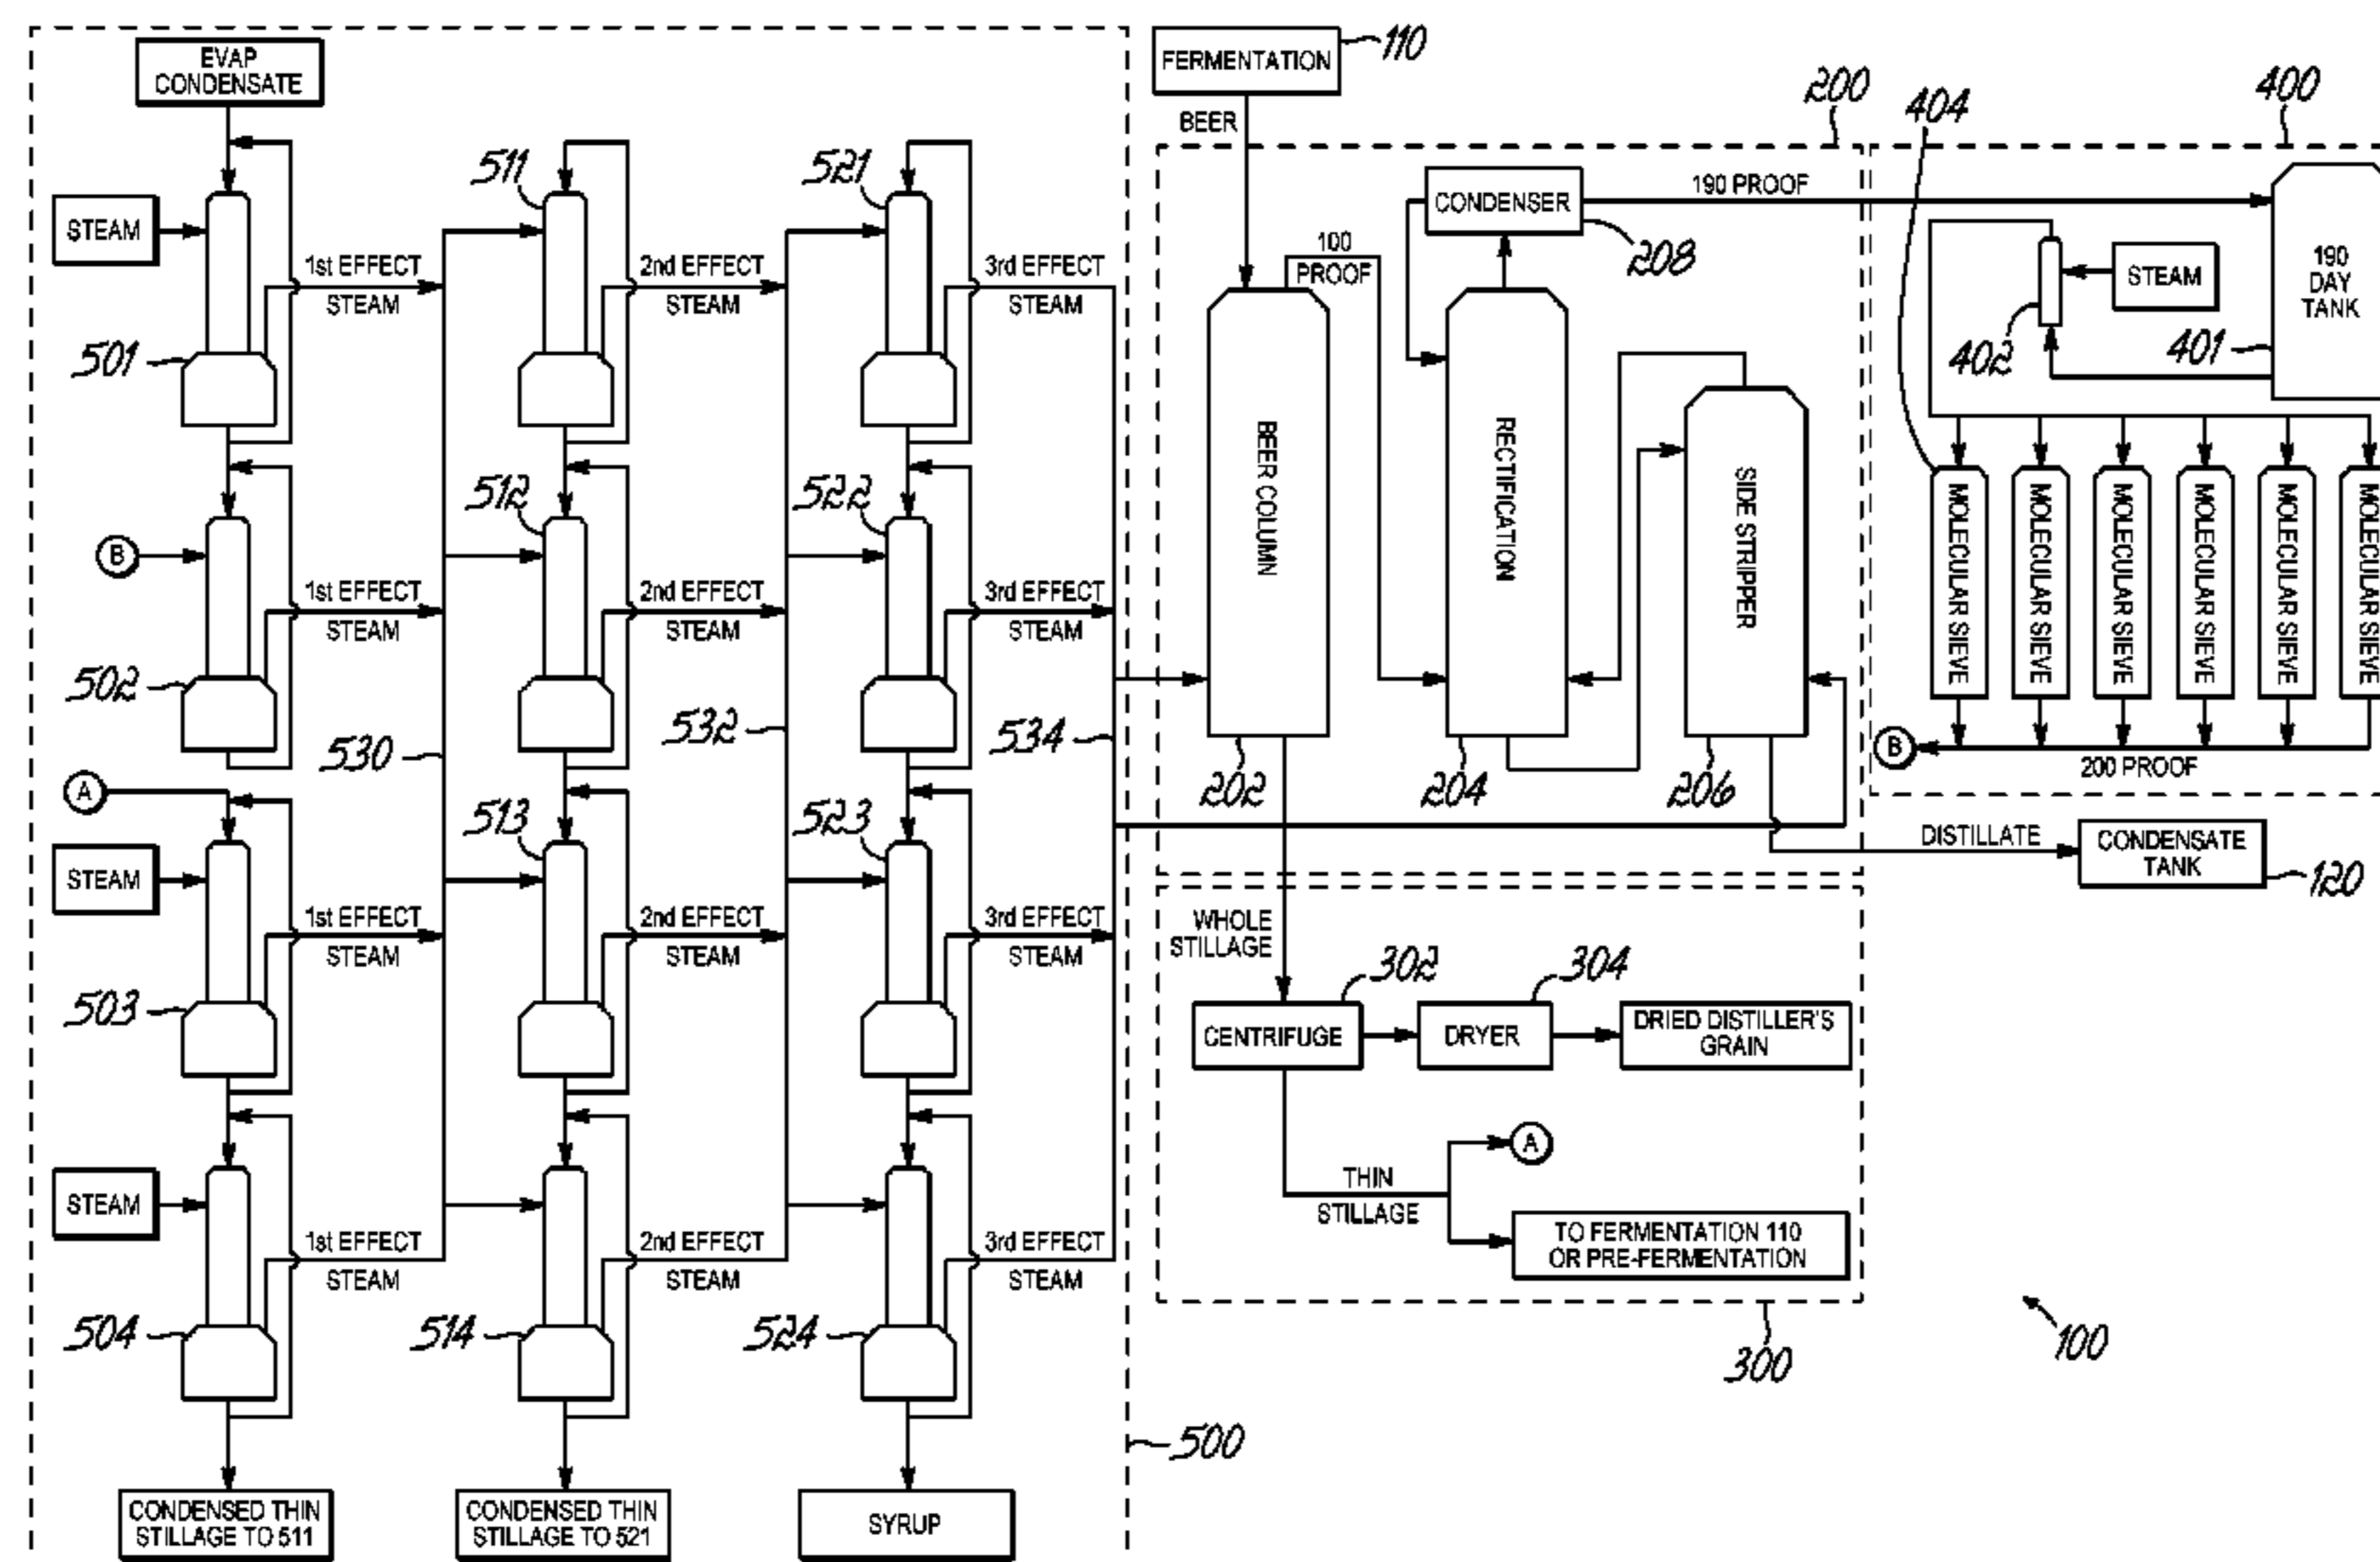 EVAP
CONDENSATE
FERMENTATION
110
BEER
200
404
400
511
521
STEAM
CONDENSER
190 PROOF
208
100
PROOF
190
DAY
TANK
STEAM
402
401
1st EFFECT
STEAM
2nd EFFECT
STEAM
3rd EFFECT
STEAM
501
BEER COLUMN
RECTIFICATION
SIDE STRIPPER
MOLECULAR SIEVE
MOLECULAR SIEVE
MOLECULAR SIEVE
MOLECULAR SIEVE
MOLECULAR SIEVE
MOLECULAR SIEVE
512
522
B
1st EFFECT
STEAM
2nd EFFECT
STEAM
3rd EFFECT
STEAM
502
530
532
534
202
204
206
B
200 PROOF
A
513
523
DISTILLATE
CONDENSATE
TANK
120
STEAM
1st EFFECT
STEAM
2nd EFFECT
STEAM
3rd EFFECT
STEAM
WHOLE
STILLAGE
302
304
503
CENTRIFUGE
DRYER
DRIED DISTILLER'S
GRAIN
A
THIN
STILLAGE
TO FERMENTATION 110
OR PRE-FERMENTATION
STEAM
1st EFFECT
STEAM
2nd EFFECT
STEAM
3rd EFFECT
STEAM
504
514
524
300
100
500
CONDENSED THIN
STILLAGE TO 511
CONDENSED THIN
STILLAGE TO 521
SYRUP